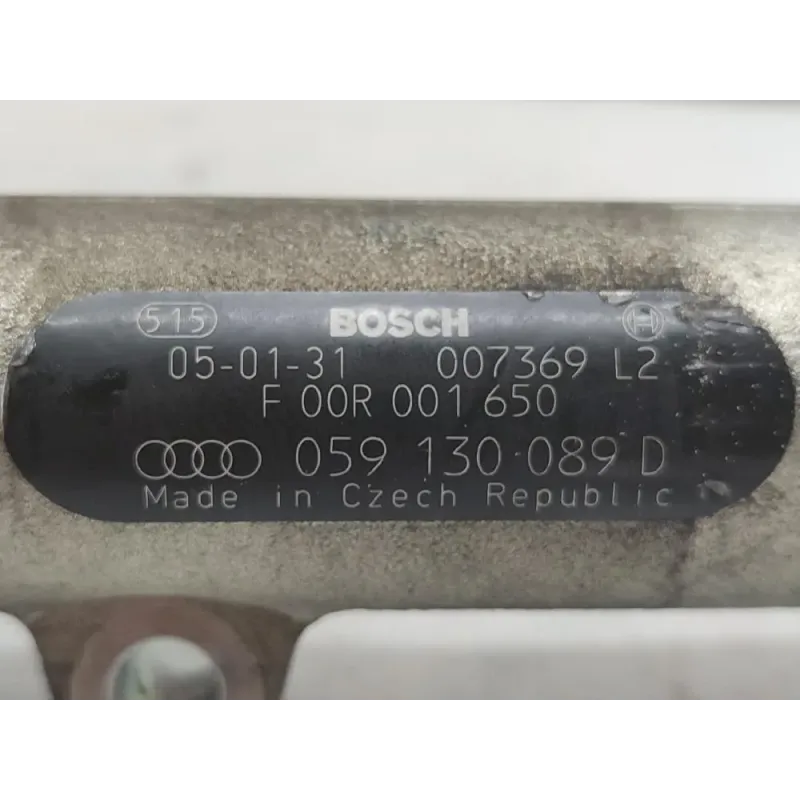 515 BOSCH H
05-01-31 007369 L2
F 00R 001 650
059 130 089 D
Made in Czech Republic